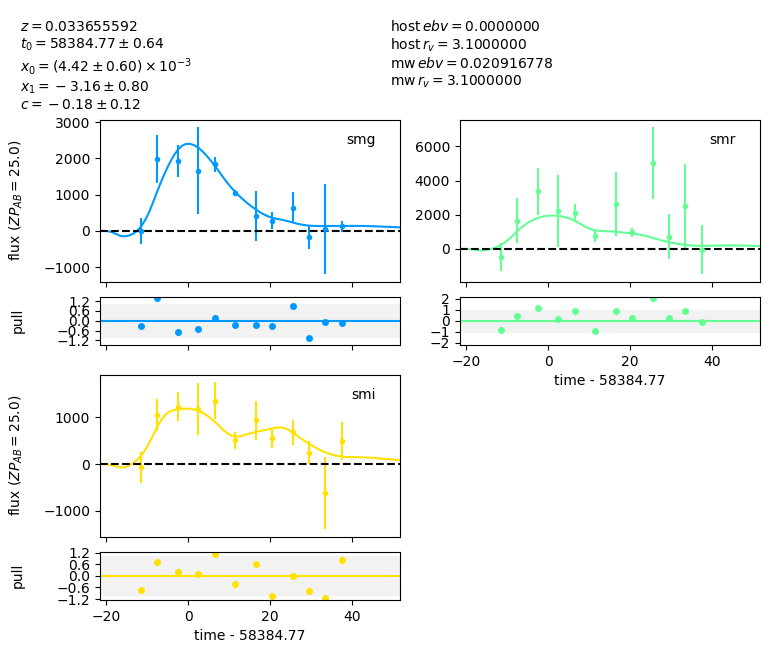 z = 0.033655592
t₀ = 58384.77 ± 0.64
x₀ = (4.42 ± 0.60) × 10⁻³
x₁ = −3.16 ± 0.80
c = −0.18 ± 0.12
host ebv = 0.0000000
host r_v = 3.1000000
mw ebv = 0.020916778
mw r_v = 3.1000000
smg
flux (ZP_AB = 25.0)
3000
2000
1000
0
−1000
pull
1.2
0.6
0.0
−0.6
−1.2
smr
6000
4000
2000
0
2
1
0
−1
−2
−20
0
20
40
time - 58384.77
smi
flux (ZP_AB = 25.0)
1000
0
−1000
pull
1.2
0.6
0.0
−0.6
−1.2
−20
0
20
40
time - 58384.77